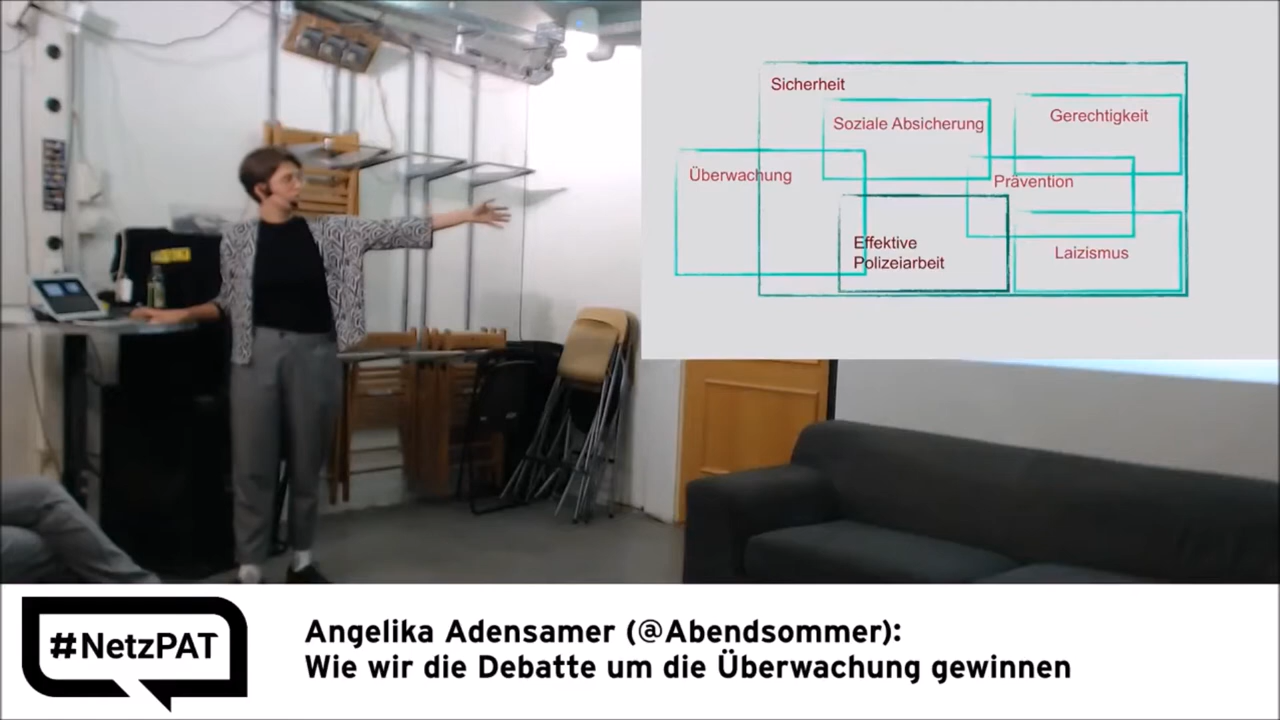 Sicherheit
Soziale Absicherung
Gerechtigkeit
Überwachung
Prävention
Effektive
Polizeiarbeit
Laizismus
#NetzPAT
Angelika Adensamer (@Abendsommer):
Wie wir die Debatte um die Überwachung gewinnen